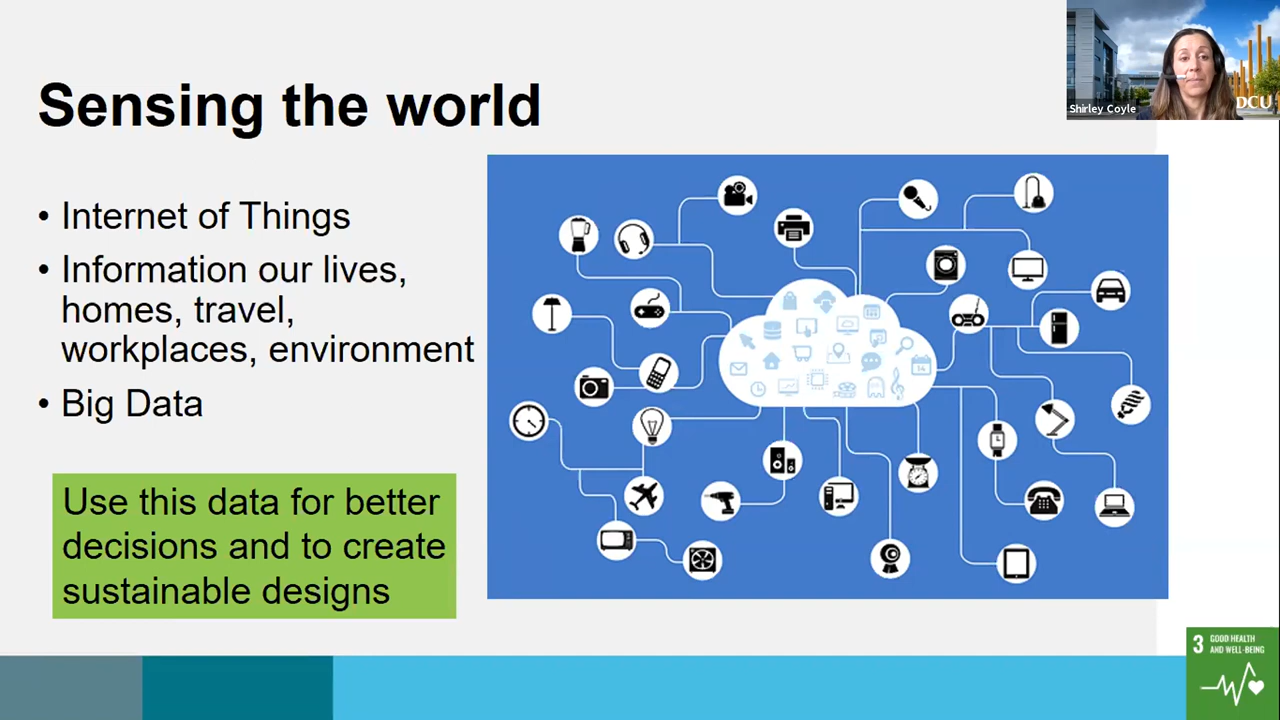 Shirley Coyle
DCU
Sensing the world
• Internet of Things
• Information our lives,
homes, travel,
workplaces, environment
• Big Data
Use this data for better
decisions and to create
sustainable designs
3 GOOD HEALTH
AND WELL-BEING